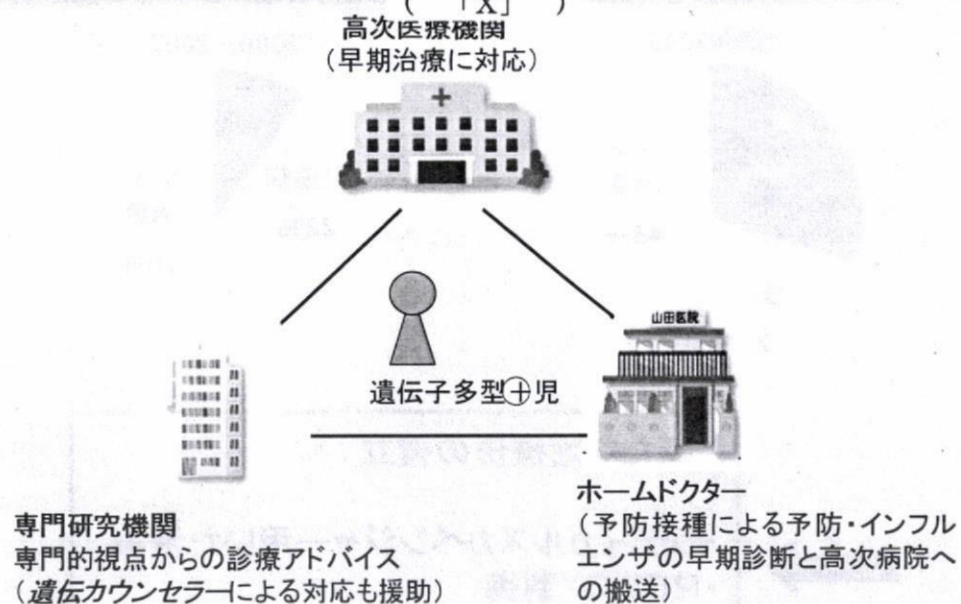 (　「X」　)
高次医療機関
(早期治療に対応)
山田医院
遺伝子多型⊕児
専門研究機関
専門的視点からの診療アドバイス
(遺伝カウンセラーによる対応も援助)
ホームドクター
(予防接種による予防・インフル
エンザの早期診断と高次病院へ
の搬送)